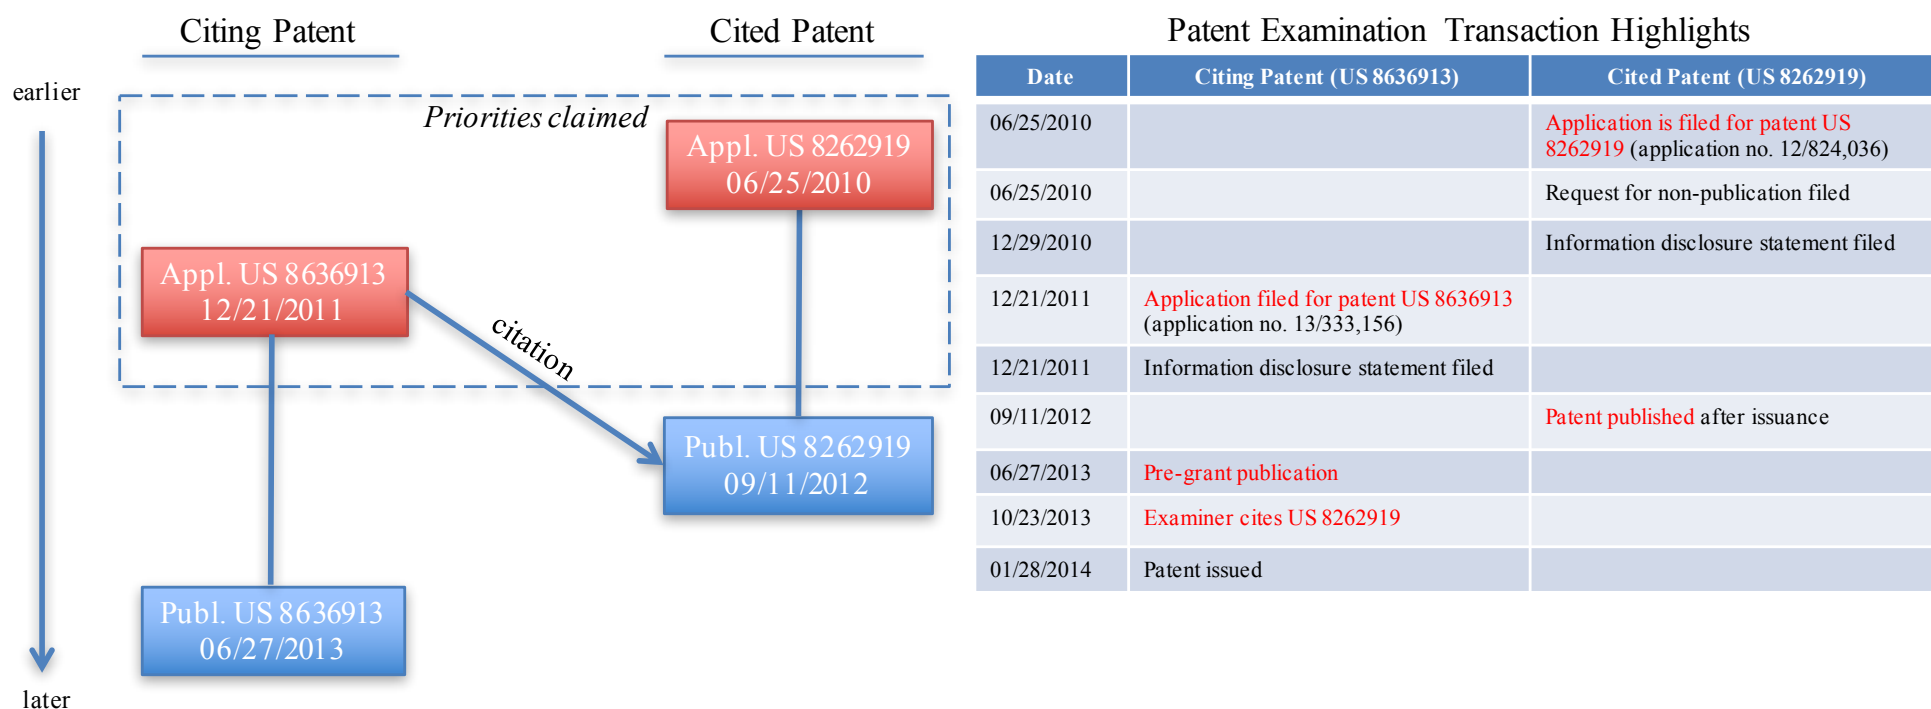 Citing Patent
Cited Patent
earlier
Priorities claimed
Appl. US 8262919
06/25/2010
Appl. US 8636913
12/21/2011
citation
Publ. US 8262919
09/11/2012
Publ. US 8636913
06/27/2013
later
Patent Examination Transaction Highlights
Date Citing Patent (US 8636913) Cited Patent (US 8262919)
06/25/2010 Application is filed for patent US
8262919 (application no. 12/824,036)
06/25/2010 Request for non-publication filed
12/29/2010 Information disclosure statement filed
12/21/2011 Application filed for patent US 8636913
(application no. 13/333,156)
12/21/2011 Information disclosure statement filed
09/11/2012 Patent published after issuance
06/27/2013 Pre-grant publication
10/23/2013 Examiner cites US 8262919
01/28/2014 Patent issued